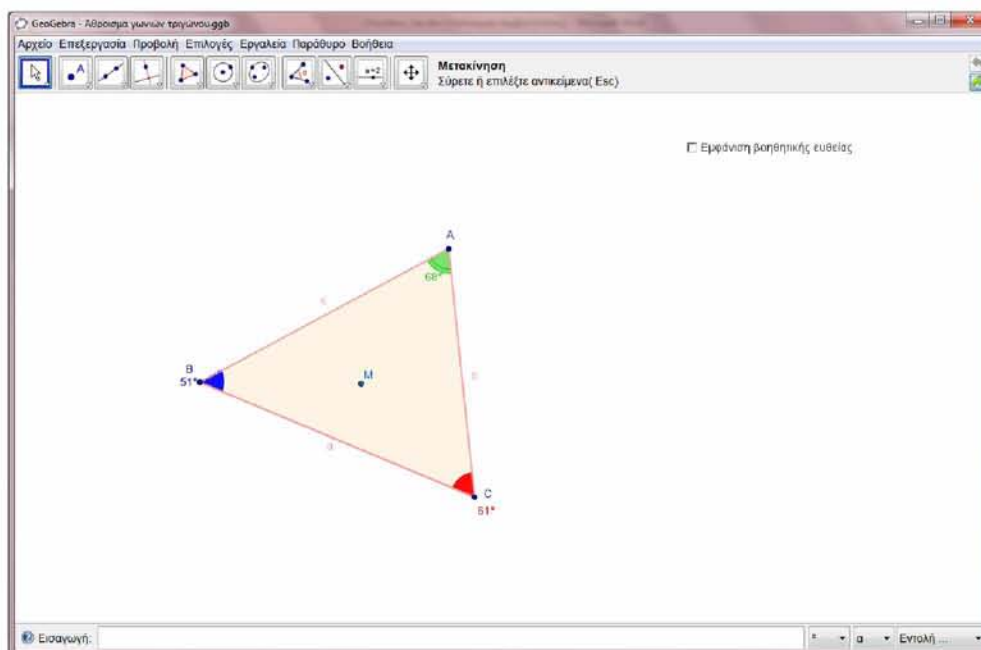 GeoGebra - Άθροισμα γωνιών τριγώνου.ggb
Αρχείο Επεξεργασία Προβολή Επιλογές Εργαλεία Παράθυρο Βοήθεια
Μετακίνηση
Σύρετε ή επιλέξτε αντικείμενα( Esc)
Εμφάνιση βοηθητικής ευθείας
A
68°
B
51°
M
C
61°
Εισαγωγή:
α
Εντολή ...